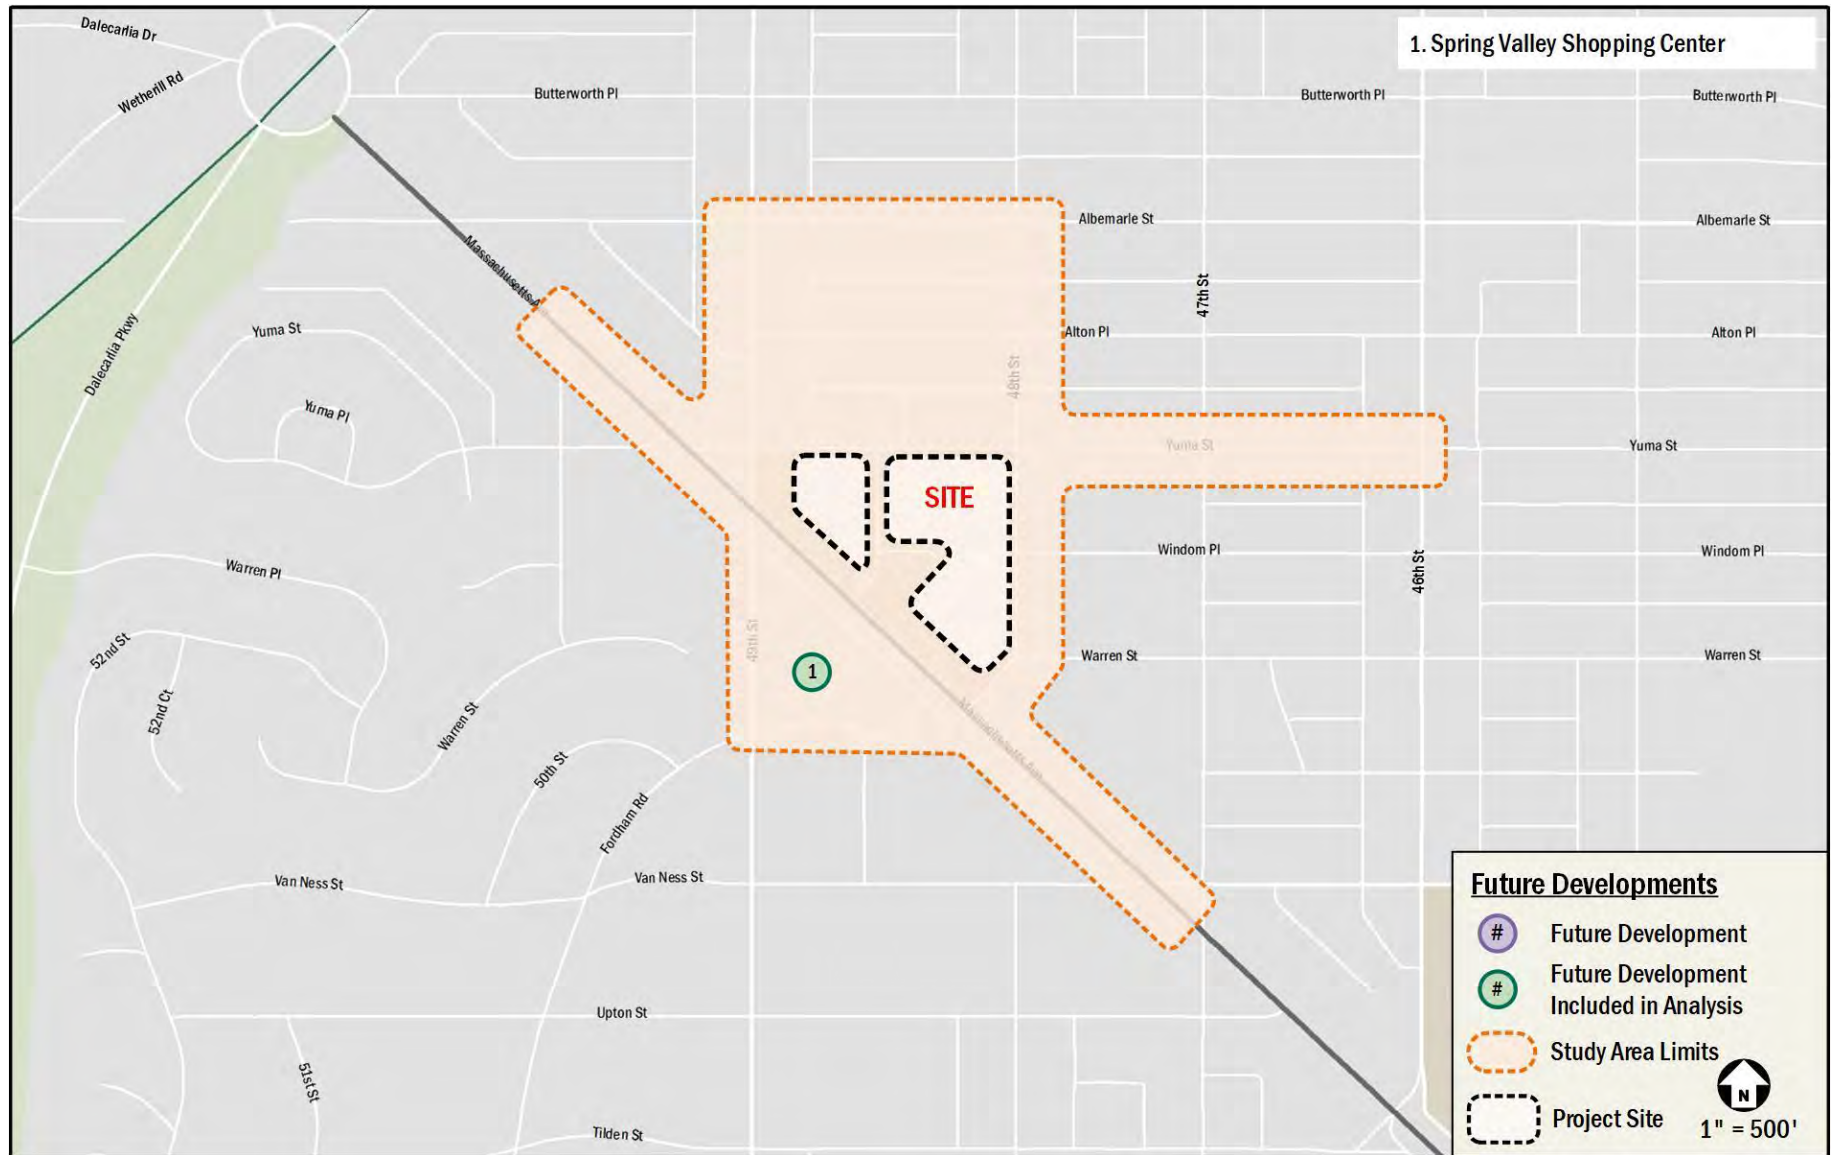 Dalecarlia Dr
1. Spring Valley Shopping Center
Wetherill Rd
Butterworth Pl
Butterworth Pl
Butterworth Pl
Albemarle St
Albemarle St
Massachusetts A
47th St
Yuma St
Alton Pl
Alton Pl
Dalecarlia Pkwy
48th St
Yuma Pl
Yuma St
Yuma St
SITE
Windom Pl
Windom Pl
Warren Pl
46th St
49th St
52nd St
Warren St
Warren St
1
52nd Ct
Warren St
Massachusetts Ave
50th St
Fordham Rd
Van Ness St
Van Ness St
Upton St
51st St
Tilden St
Future Developments
# Future Development
# Future Development
Included in Analysis
Study Area Limits
Project Site
N
1" = 500'